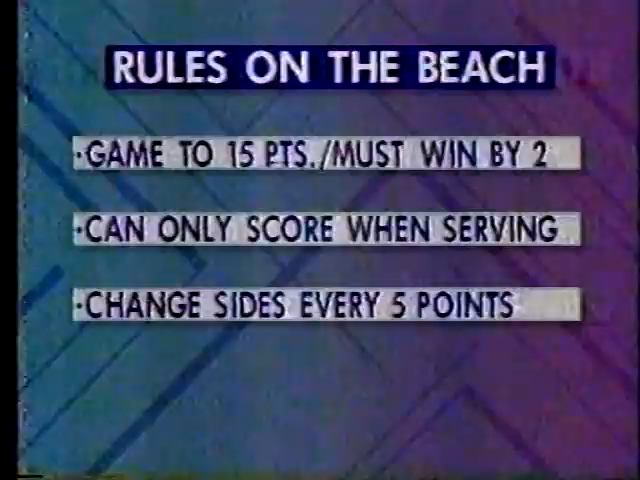 RULES ON THE BEACH
·GAME TO 15 PTS./MUST WIN BY 2
·CAN ONLY SCORE WHEN SERVING
·CHANGE SIDES EVERY 5 POINTS